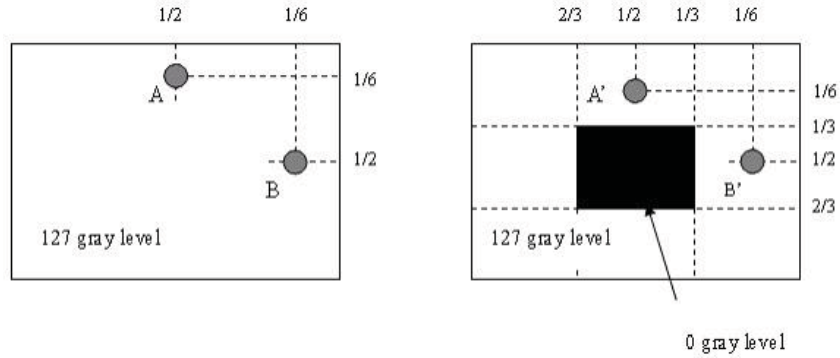 1/2 1/6
2/3 1/2 1/3 1/6
A
1/6
B
1/2
127 gray level
A’
1/6
1/3
1/2
B’
2/3
127 gray level
0 gray level